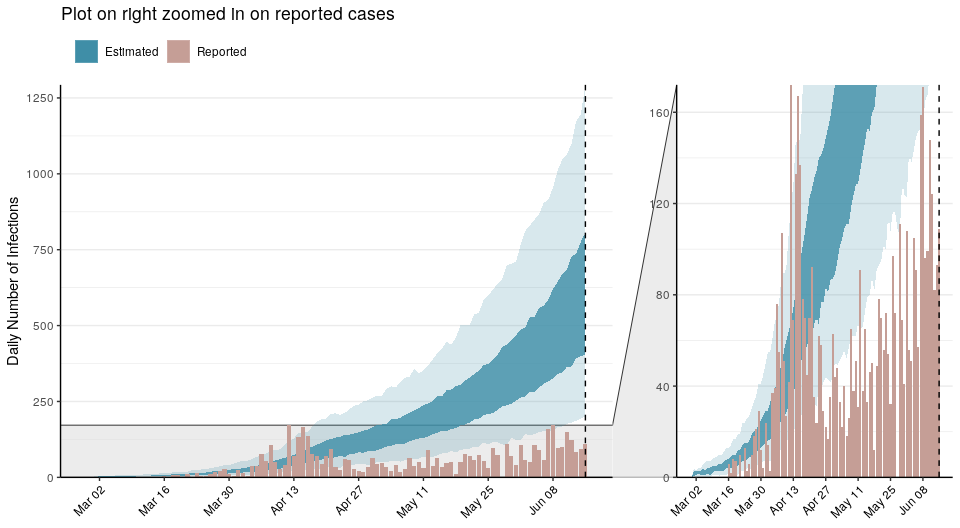 Plot on right zoomed in on reported cases
Estimated
Reported
Daily Number of Infections
1250
1000
750
500
250
0
Mar 02
Mar 16
Mar 30
Apr 13
Apr 27
May 11
May 25
Jun 08
160
120
80
40
0
Mar 02
Mar 16
Mar 30
Apr 13
Apr 27
May 11
May 25
Jun 08